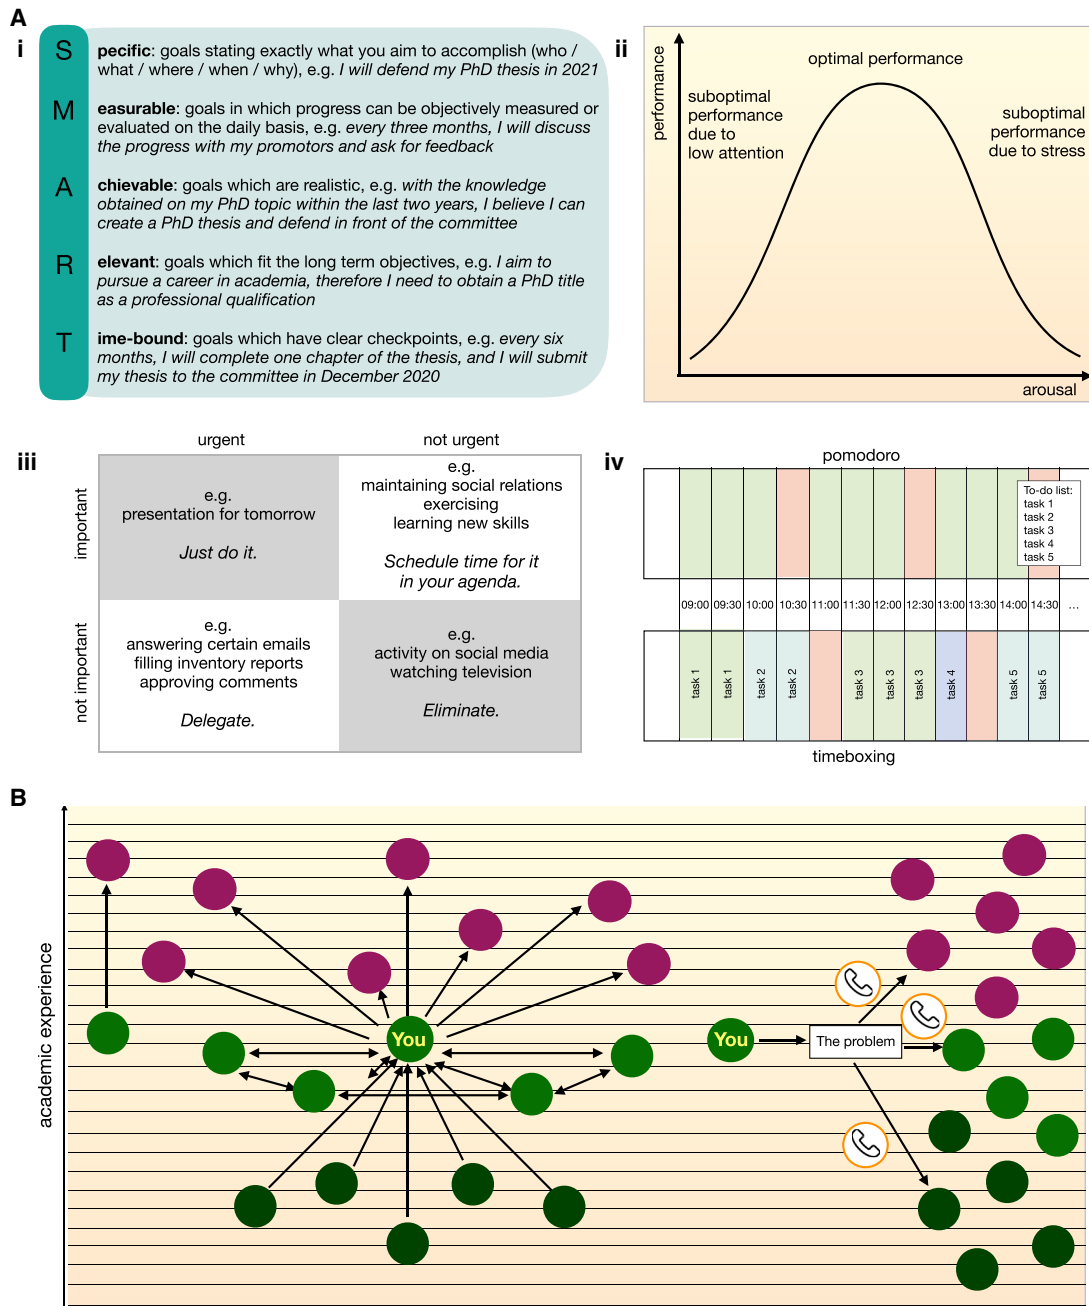 A
i
S
pecific: goals stating exactly what you aim to accomplish (who /
what / where / when / why), e.g. I will defend my PhD thesis in 2021
M
easurable: goals in which progress can be objectively measured or
evaluated on the daily basis, e.g. every three months, I will discuss
the progress with my promotors and ask for feedback
A
chievable: goals which are realistic, e.g. with the knowledge
obtained on my PhD topic within the last two years, I believe I can
create a PhD thesis and defend in front of the committee
R
elevant: goals which fit the long term objectives, e.g. I aim to
pursue a career in academia, therefore I need to obtain a PhD title
as a professional qualification
T
ime-bound: goals which have clear checkpoints, e.g. every six
months, I will complete one chapter of the thesis, and I will submit
my thesis to the committee in December 2020
ii
performance
optimal performance
suboptimal
performance
due to
low attention
suboptimal
performance
due to stress
arousal
iii
urgent
not urgent
important
e.g.
presentation for tomorrow
Just do it.
e.g.
maintaining social relations
exercising
learning new skills
Schedule time for it
in your agenda.
not important
e.g.
answering certain emails
filling inventory reports
approving comments
Delegate.
e.g.
activity on social media
watching television
Eliminate.
iv
pomodoro
To-do list:
task 1
task 2
task 3
task 4
task 5
09:00 09:30 10:00 10:30 11:00 11:30 12:00 12:30 13:00 13:30 14:00 14:30 ...
task 1
task 1
task 2
task 2
task 3
task 3
task 3
task 4
task 5
task 5
timeboxing
B
academic experience
You
You
The problem